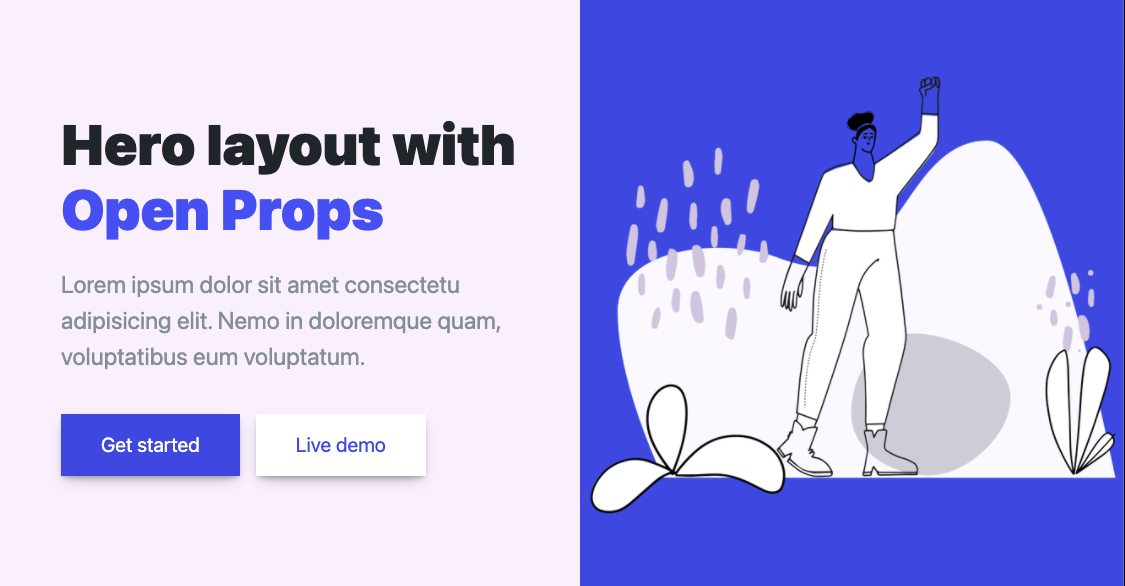 Hero layout with
Open Props
Lorem ipsum dolor sit amet consectetu
adipisicing elit. Nemo in doloremque quam,
voluptatibus eum voluptatum.
Get started
Live demo